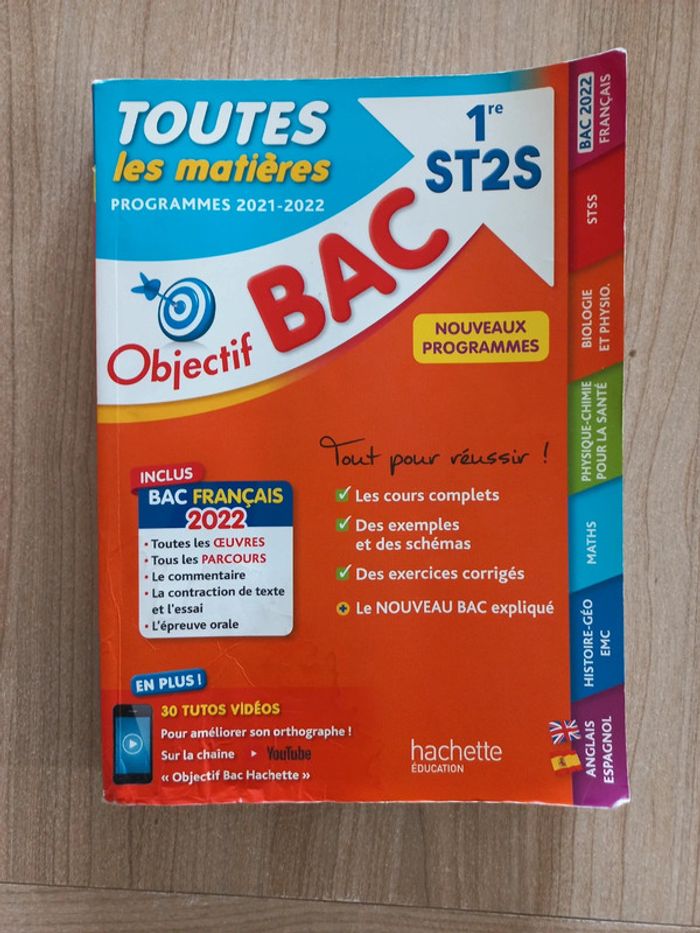 TOUTES
les matières
PROGRAMMES 2021-2022
1re
ST2S
Objectif BAC
NOUVEAUX
PROGRAMMES
Tout pour réussir !
Les cours complets
Des exemples
et des schémas
Des exercices corrigés
Le NOUVEAU BAC expliqué
INCLUS
BAC FRANÇAIS
2022
• Toutes les ŒUVRES
• Tous les PARCOURS
• Le commentaire
• La contraction de texte
et l'essai
• L'épreuve orale
EN PLUS !
30 TUTOS VIDÉOS
Pour améliorer son orthographe !
Sur la chaîne YouTube
« Objectif Bac Hachette »
hachette
ÉDUCATION
BAC 2022
FRANÇAIS
STSS
BIOLOGIE
ET PHYSIO.
PHYSIQUE-CHIMIE
POUR LA SANTÉ
MATHS
HISTOIRE-GÉO
EMC
ANGLAIS
ESPAGNOL